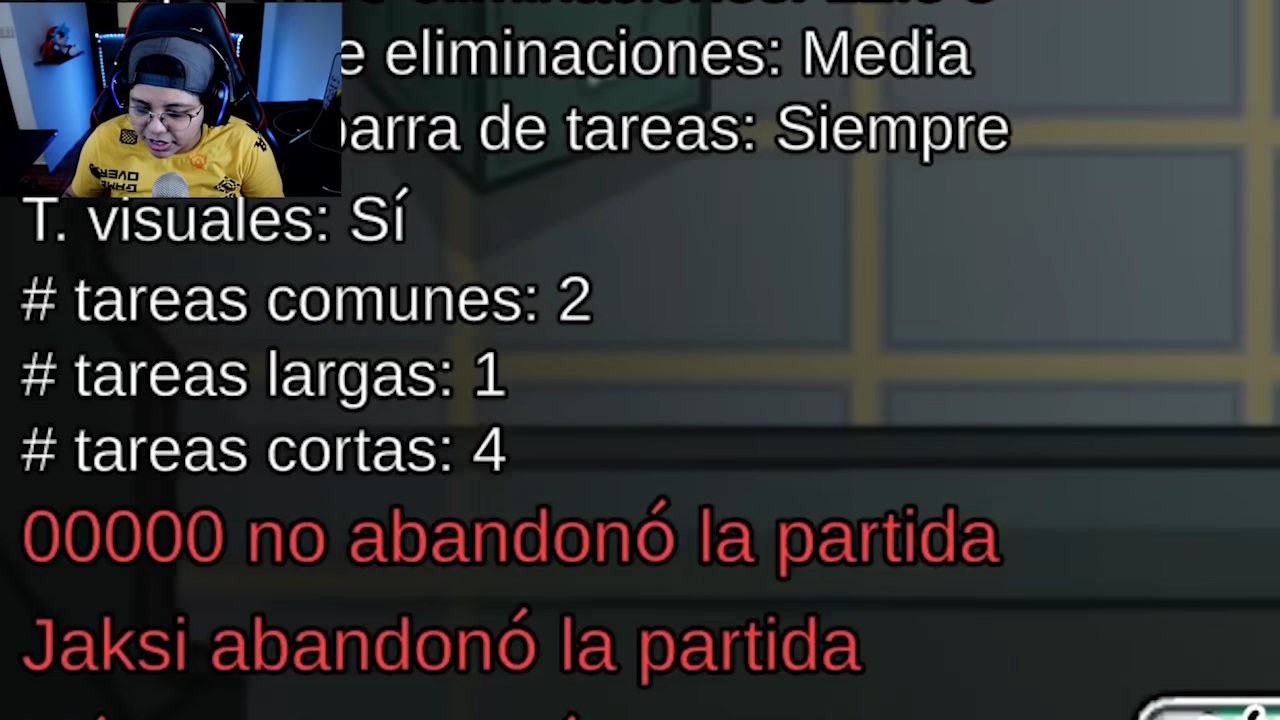 e eliminaciones: Media
barra de tareas: Siempre
T. visuales: Sí
# tareas comunes: 2
# tareas largas: 1
# tareas cortas: 4
00000 no abandonó la partida
Jaksi abandonó la partida